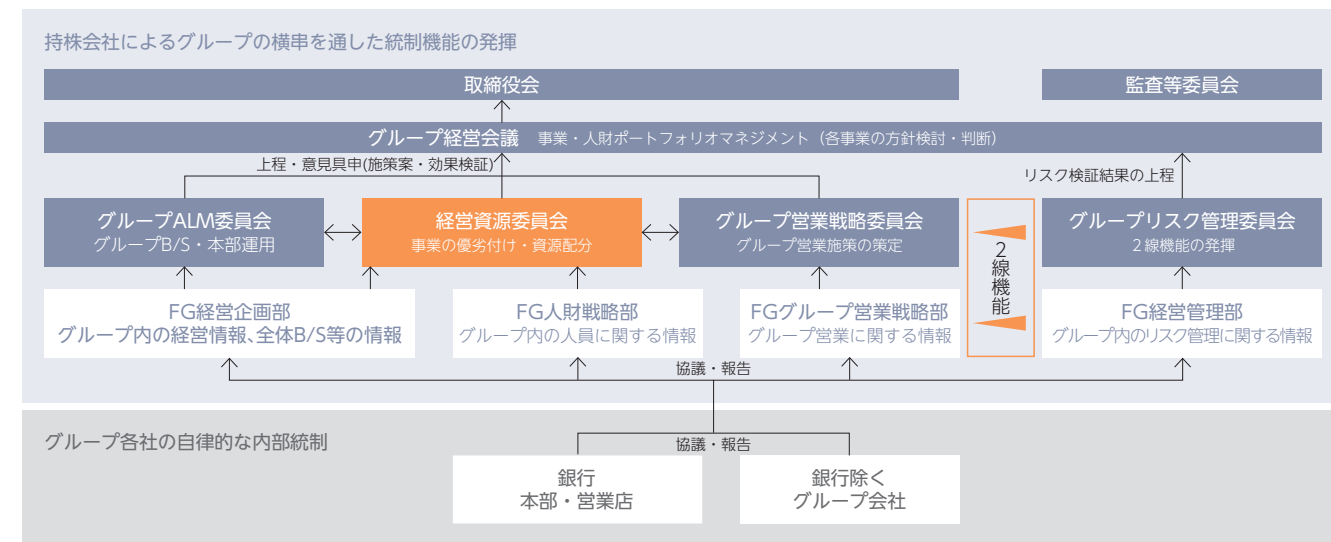 持株会社によるグループの横串を通した統制機能の発揮
取締役会
監査等委員会
グループ経営会議 事業・人財ポートフォリオマネジメント（各事業の方針検討・判断）
上程・意見具申(施策案・効果検証)
リスク検証結果の上程
グループALM委員会
グループB/S・本部運用
経営資源委員会
事業の優劣付け・資源配分
グループ営業戦略委員会
グループ営業施策の策定
2線機能
グループリスク管理委員会
2線機能の発揮
FG経営企画部
グループ内の経営情報、全体B/S等の情報
FG人財戦略部
グループ内の人員に関する情報
FGグループ営業戦略部
グループ営業に関する情報
FG経営管理部
グループ内のリスク管理に関する情報
協議・報告
グループ各社の自律的な内部統制
協議・報告
銀行
本部・営業店
銀行除く
グループ会社